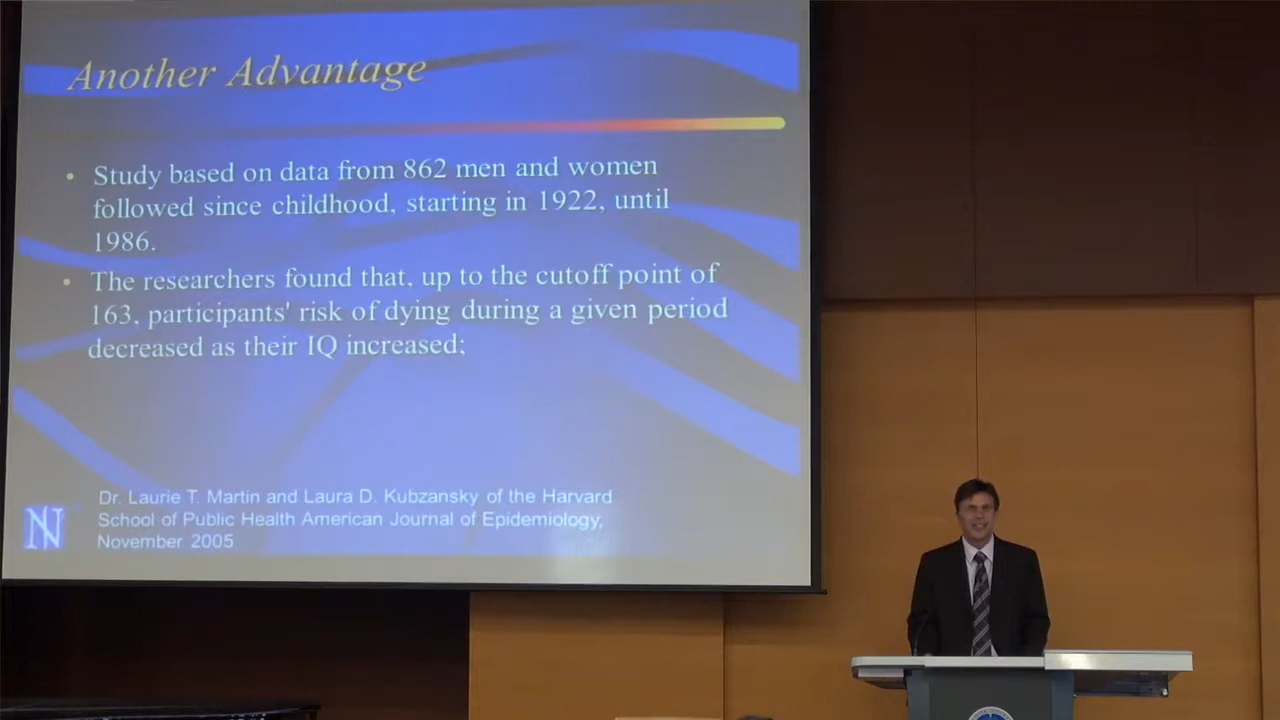 Another Advantage
• Study based on data from 862 men and women
followed since childhood, starting in 1922, until
1986.
• The researchers found that, up to the cutoff point of
163, participants' risk of dying during a given period
decreased as their IQ increased;
Dr. Laurie T. Martin and Laura D. Kubzansky of the Harvard
School of Public Health American Journal of Epidemiology,
November 2005
N